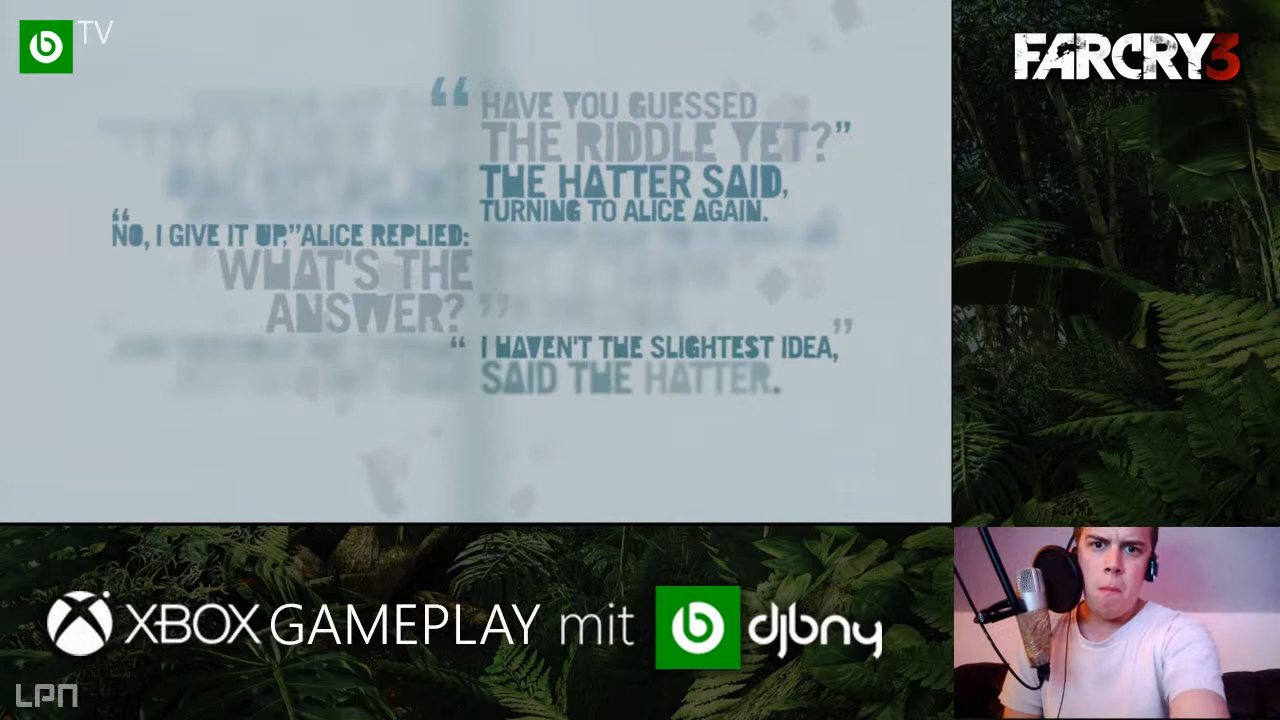 TV
FARCRY3
“ HAVE YOU GUESSED
THE RIDDLE YET?”
THE HATTER SAID,
TURNING TO ALICE AGAIN.
“NO, I GIVE IT UP,” ALICE REPLIED:
WHAT'S THE
ANSWER? ”
“ I HAVEN'T THE SLIGHTEST IDEA, ”
SAID THE HATTER.
XBOX GAMEPLAY mit djbny
LPN